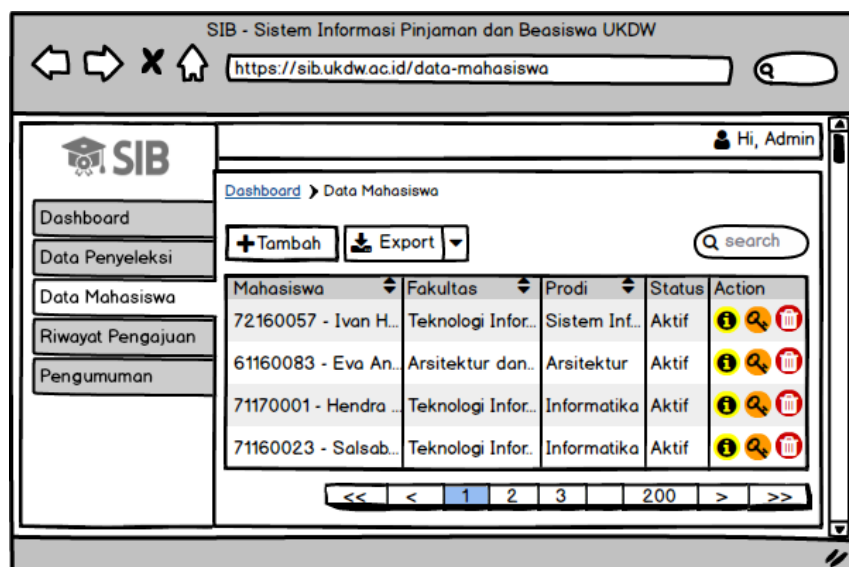 SIB - Sistem Informasi Pinjaman dan Beasiswa UKDW
https://sib.ukdw.ac.id/data-mahasiswa
SIB
Hi, Admin
Dashboard
Data Penyeleksi
Data Mahasiswa
Riwayat Pengajuan
Pengumuman
Dashboard Data Mahasiswa
Tambah Export search
Mahasiswa Fakultas Prodi Status Action
72160057 - Ivan H... Teknologi Infor... Sistem Inf... Aktif
61160083 - Eva An... Arsitektur dan.. Arsitektur Aktif
71170001 - Hendra ... Teknologi Infor... Informatika Aktif
71160023 - Salsab... Teknologi Infor.. Informatika Aktif
<< < 1 2 3 200 > >>